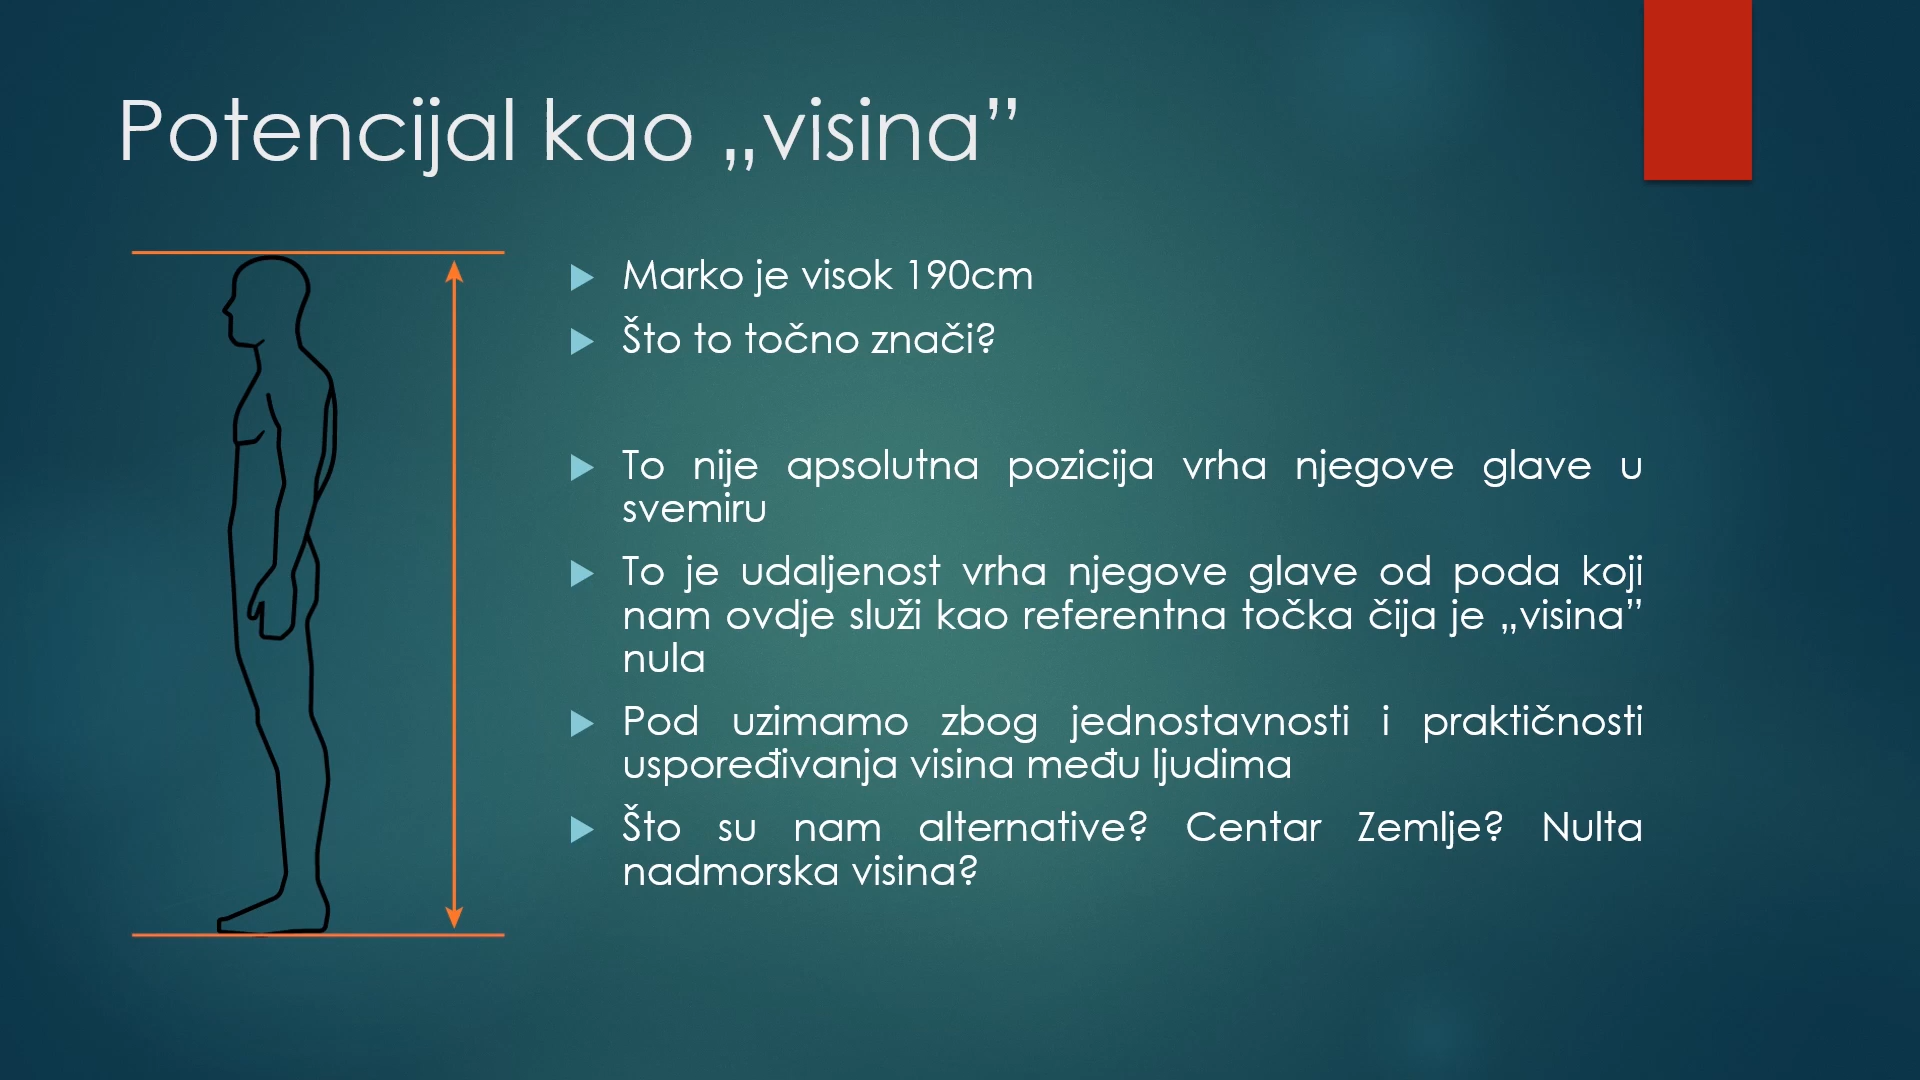 Potencijal kao „visina”
Marko je visok 190cm
Što to točno znači?
To nije apsolutna pozicija vrha njegove glave u
svemiru
To je udaljenost vrha njegove glave od poda koji
nam ovdje služi kao referentna točka čija je „visina”
nula
Pod uzimamo zbog jednostavnosti i praktičnosti
uspoređivanja visina među ljudima
Što su nam alternative? Centar Zemlje? Nulta
nadmorska visina?